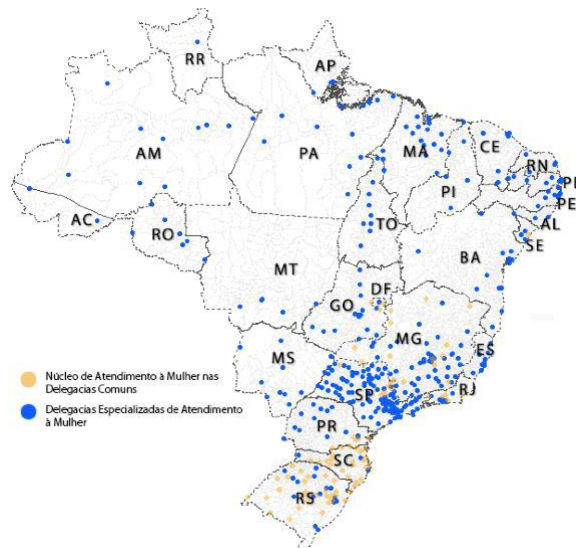 RR
AP
AM
PA
MA
CE
RN
PB
PE
PI
AC
TO
AL
SE
RO
BA
MT
DF
GO
MG
ES
MS
SP
RJ
PR
SC
RS
Núcleo de Atendimento à Mulher nas
Delegacias Comuns
Delegacias Especializadas de Atendimento
à Mulher